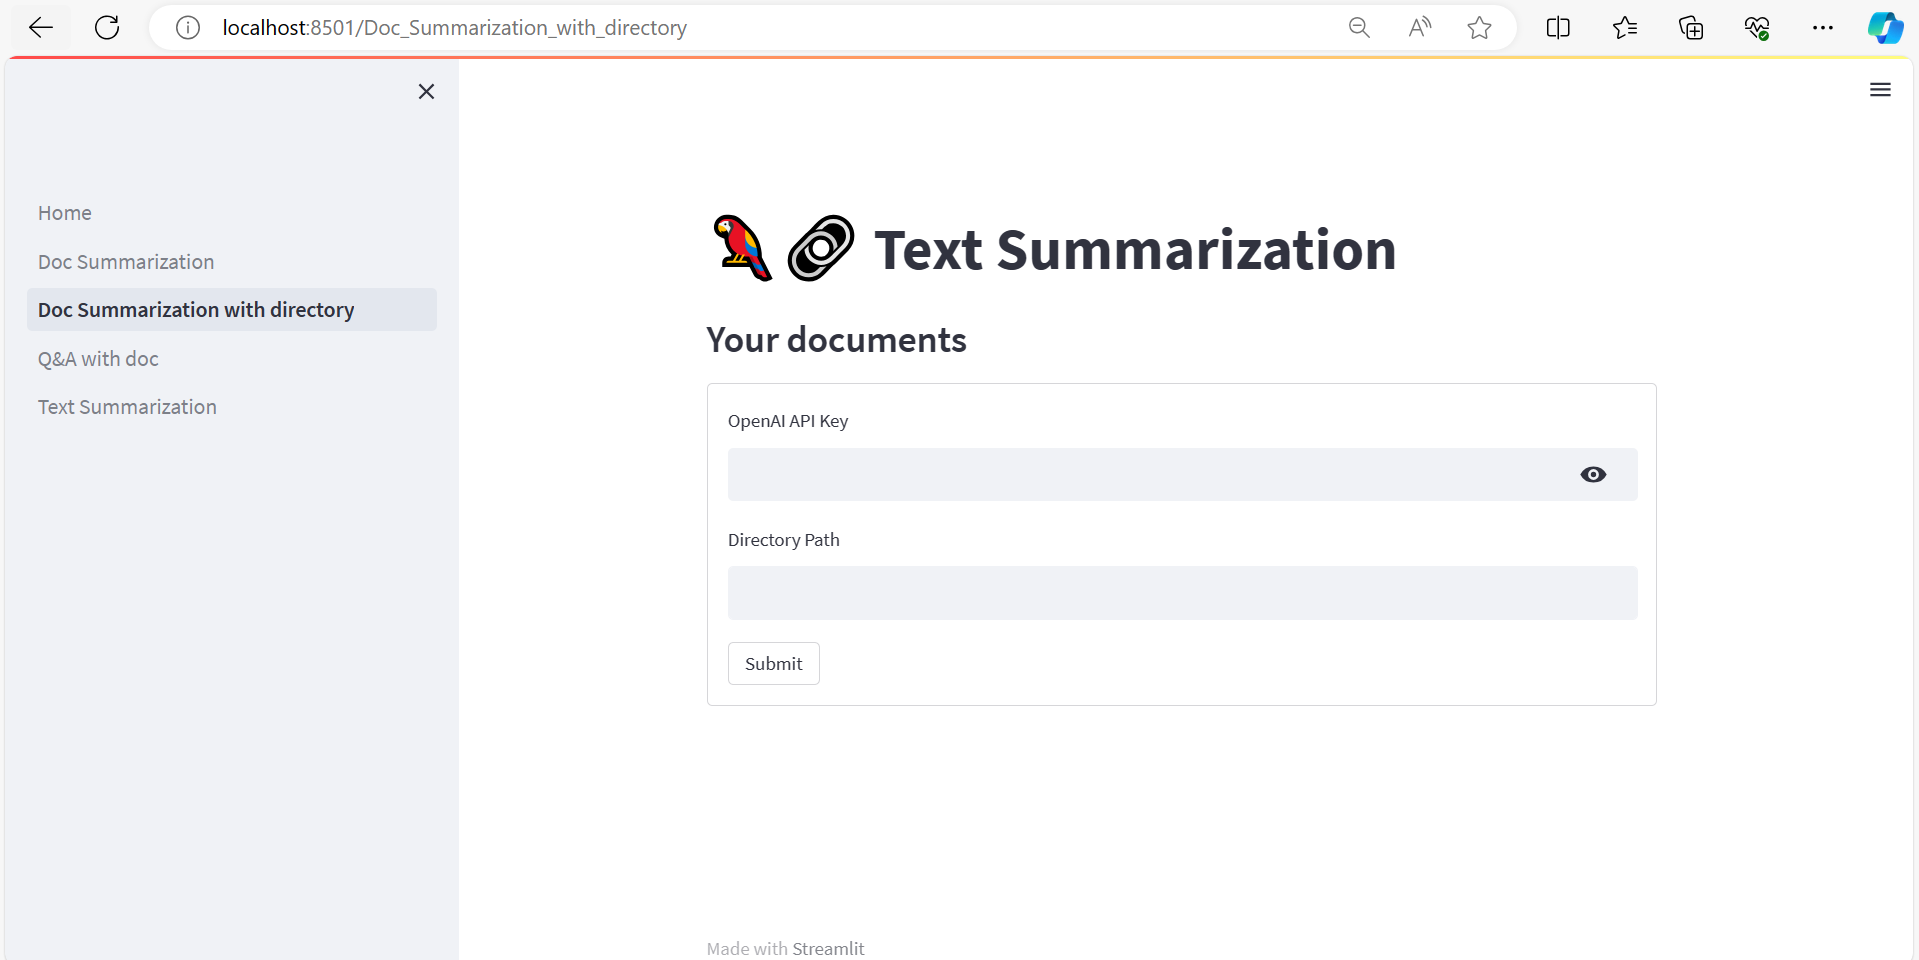 localhost:8501/Doc_Summarization_with_directory
Home
Doc Summarization
Doc Summarization with directory
Q&A with doc
Text Summarization
Text Summarization
Your documents
OpenAI API Key
Directory Path
Submit
Made with Streamlit